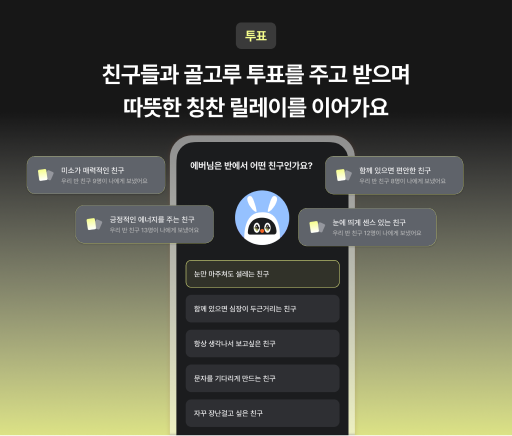 투표
친구들과 골고루 투표를 주고 받으며
따뜻한 칭찬 릴레이를 이어가요
에버님은 반에서 어떤 친구인가요?
미소가 매력적인 친구
우리 반 친구 9명이 나에게 보냈어요
함께 있으면 편안한 친구
우리 반 친구 8명이 나에게 보냈어요
긍정적인 에너지를 주는 친구
우리 반 친구 13명이 나에게 보냈어요
눈에 띄게 센스 있는 친구
우리 반 친구 12명이 나에게 보냈어요
눈만 마주쳐도 설레는 친구
함께 있으면 심장이 두근거리는 친구
항상 생각나서 보고싶은 친구
문자를 기다리게 만드는 친구
자꾸 장난걸고 싶은 친구